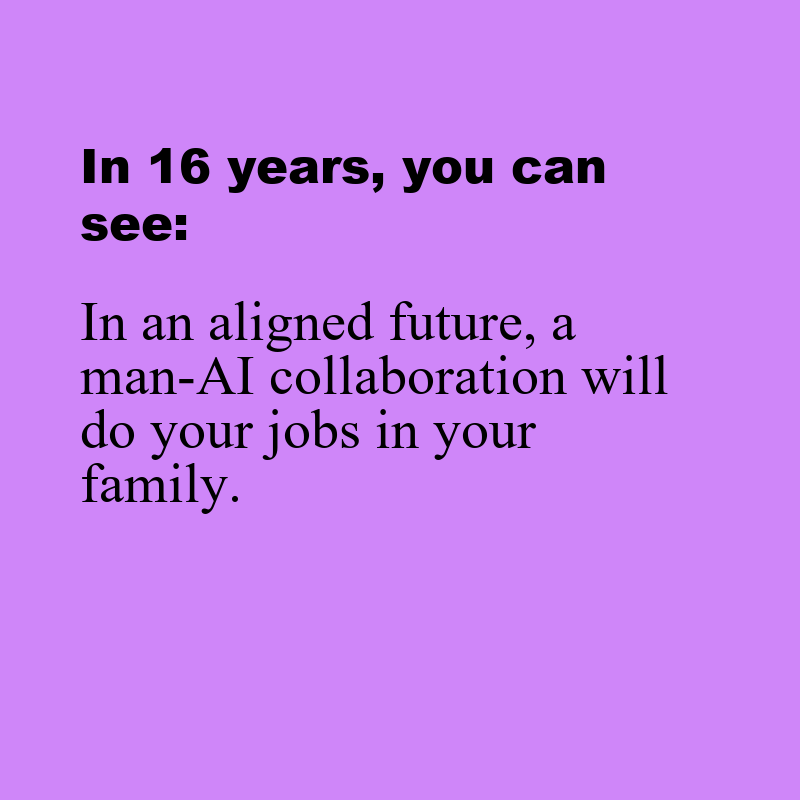 In 16 years, you can
see:
In an aligned future, a
man-AI collaboration will
do your jobs in your
family.